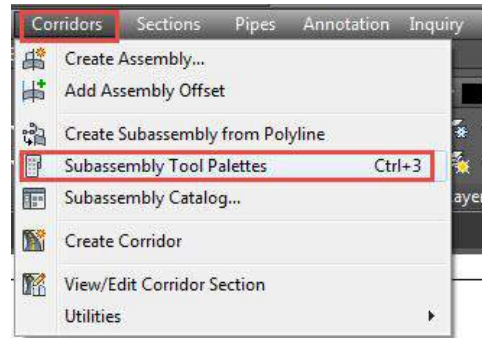 Corridors Sections Pipes Annotation Inquiry
Create Assembly...
Add Assembly Offset
Create Subassembly from Polyline
Subassembly Tool Palettes Ctrl+3
Subassembly Catalog...
Create Corridor
View/Edit Corridor Section
Utilities